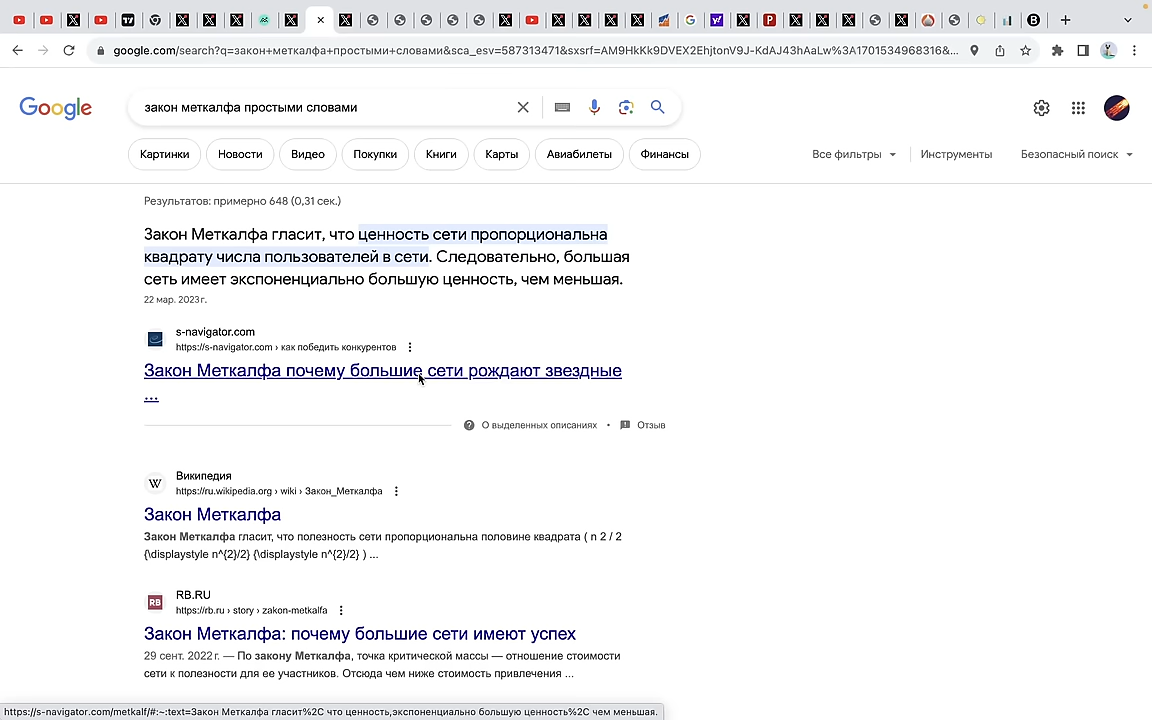 google.com/search?q=закон+меткалфа+простыми+словами&sca_esv=587313471&sxsrf=AM9HkKk9DVEX2EhjtonV9J-KdAJ43hAaLw%3A1701534968316&...
Google
закон меткалфа простыми словами
Картинки Новости Видео Покупки Книги Карты Авиабилеты Финансы Все фильтры Инструменты Безопасный поиск
Результатов: примерно 648 (0,31 сек.)
Закон Меткалфа гласит, что ценность сети пропорциональна
квадрату числа пользователей в сети. Следовательно, большая
сеть имеет экспоненциально большую ценность, чем меньшая.
22 мар. 2023 г.
s-navigator.com
https://s-navigator.com › как победить конкурентов
Закон Меткалфа почему большие сети рождают звездные
...
О выделенных описаниях • Отзыв
W Википедия
https://ru.wikipedia.org › wiki › Закон_Меткалфа
Закон Меткалфа
Закон Меткалфа гласит, что полезность сети пропорциональна половине квадрата ( n 2 / 2
{\displaystyle n^{2}/2} {\displaystyle n^{2}/2} ) ...
RB RB.RU
https://rb.ru › story › zakon-metkalfa
Закон Меткалфа: почему большие сети имеют успех
29 сент. 2022 г. — По закону Меткалфа, точка критической массы — отношение стоимости
сети к полезности для ее участников. Отсюда чем ниже стоимость привлечения ...
https://s-navigator.com/metkalf/#:~:text=Закон Меткалфа гласит%2C что ценность,экспоненциально большую ценность%2C чем меньшая.